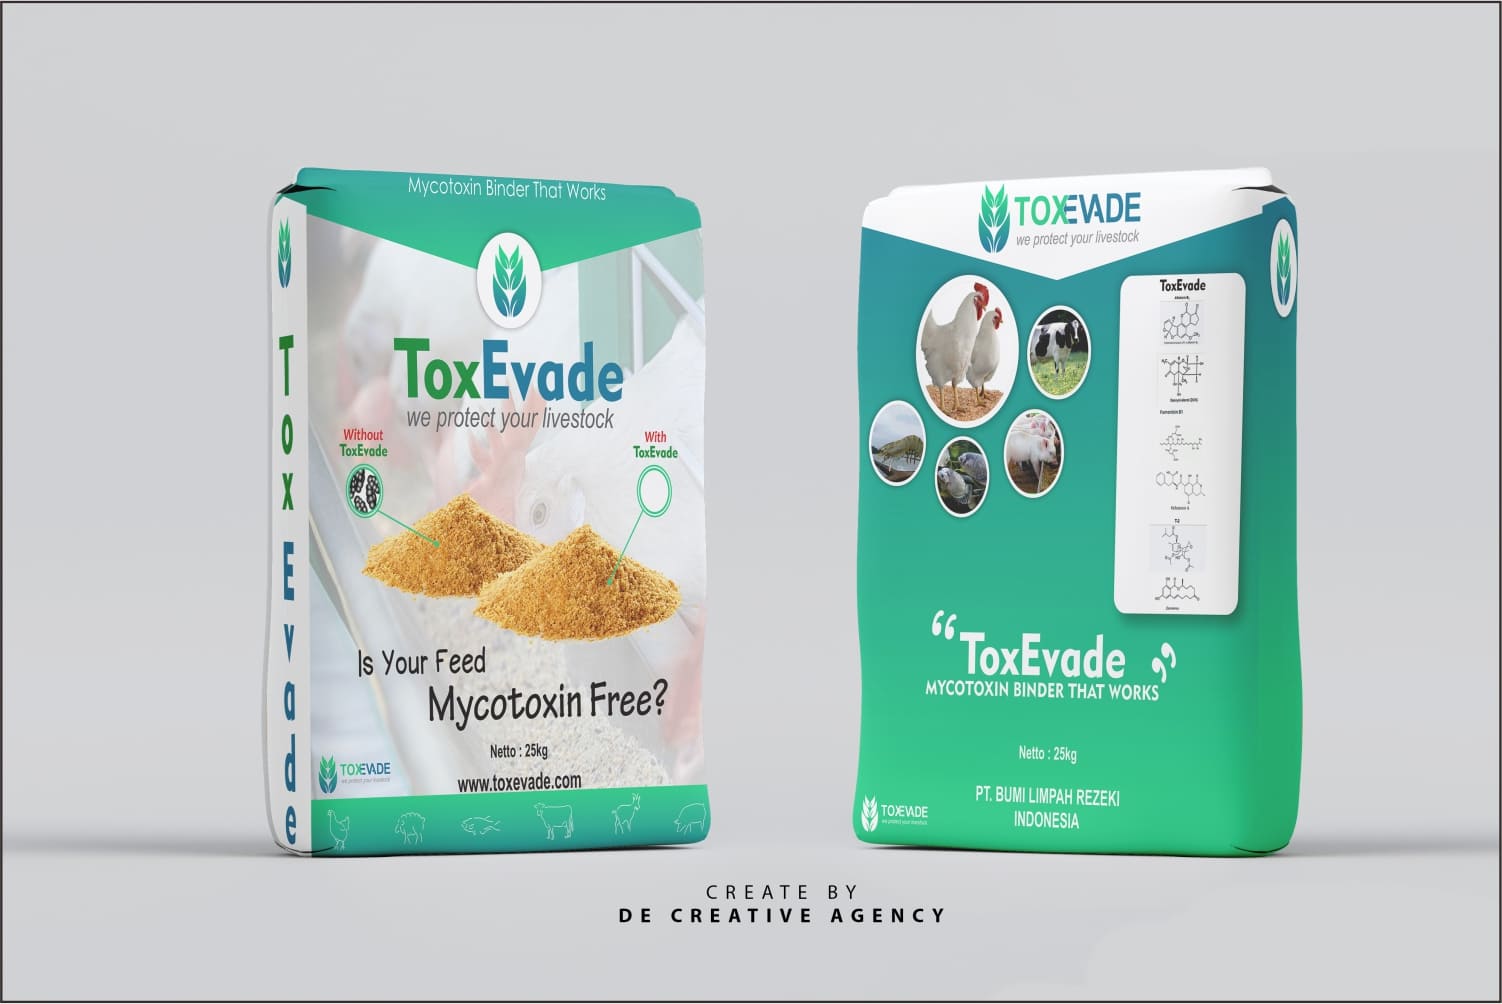 Mycotoxin Binder That Works
ToxEvade
we protect your livestock
Without
ToxEvade
With
ToxEvade
Is Your Feed
Mycotoxin Free?
Netto : 25kg
www.toxevade.com
TOXEVADE
we protect your livestock
ToxEvade
TOXEVADE
we protect your livestock
ToxEvade
Fumonisin B1
T-2
“ToxEvade”
MYCOTOXIN BINDER THAT WORKS
Netto : 25kg
PT. BUMI LIMPAH REZEKI
INDONESIA
TOXEVADE
we protect your livestock
CREATE BY
DE CREATIVE AGENCY